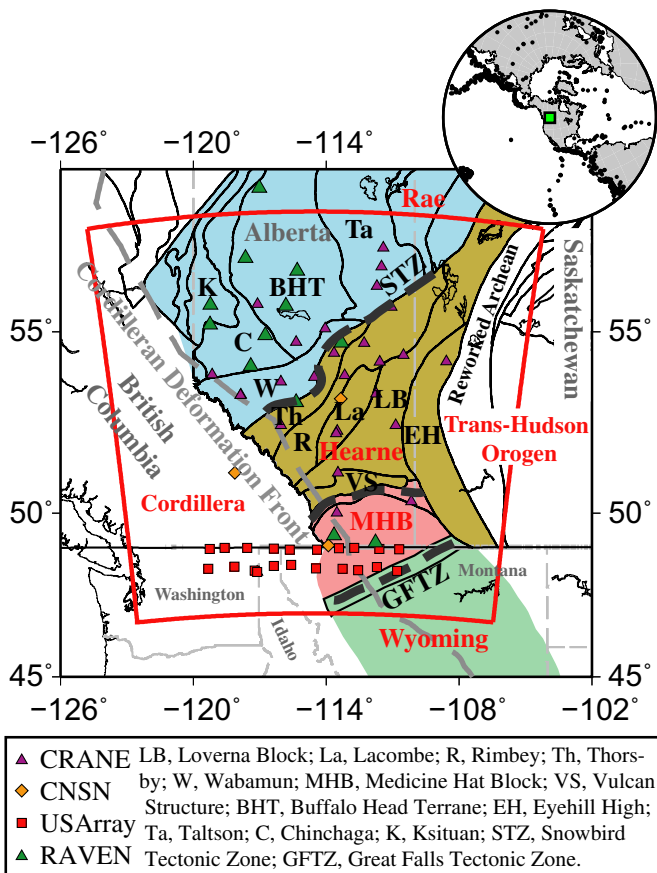 −126˚ −120˚ −114˚
Rae
Alberta
Ta
Saskatchewan
STZ
K
BHT
Reworked Archean
55˚
55˚
C
Cordilleran Deformation Front
W
LB
British
Columbia
Th
La
R
EH
Trans-Hudson
Orogen
Hearne
VS
Cordillera
50˚
50˚
MHB
Montana
GFTZ
Washington
Idaho
Wyoming
45˚
45˚
−126˚ −120˚ −114˚ −108˚ −102˚
CRANE
CNSN
USArray
RAVEN
LB, Loverna Block; La, Lacombe; R, Rimbey; Th, Thors-
by; W, Wabamun; MHB, Medicine Hat Block; VS, Vulcan
Structure; BHT, Buffalo Head Terrane; EH, Eyehill High;
Ta, Taltson; C, Chinchaga; K, Ksituan; STZ, Snowbird
Tectonic Zone; GFTZ, Great Falls Tectonic Zone.